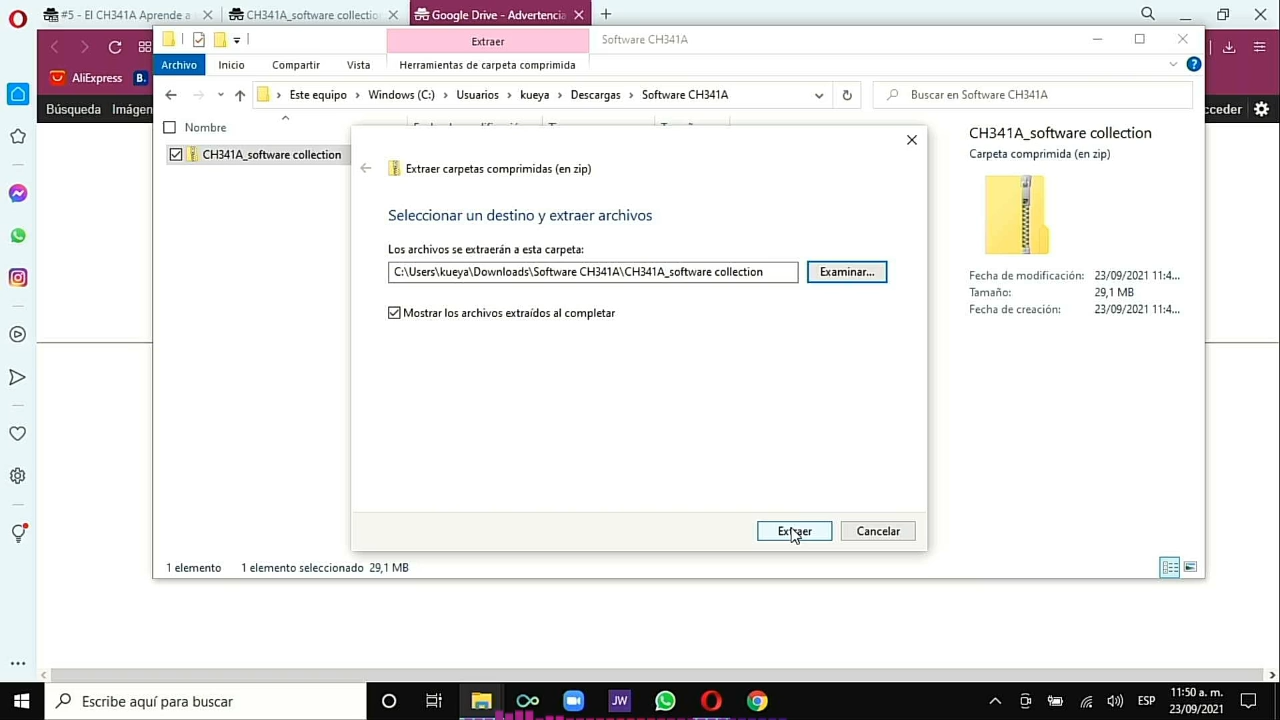 #5 - El CH341A Aprende a
CH341A_software collection
Google Drive - Advertencia
AliExpress
B.
Búsqueda
Imágen
cceder
Extraer
Software CH341A
Archivo
Inicio
Compartir
Vista
Herramientas de carpeta comprimida
Este equipo
Windows (C:)
Usuarios
kueya
Descargas
Software CH341A
Buscar en Software CH341A
Nombre
CH341A_software collection
Extraer carpetas comprimidas (en zip)
Seleccionar un destino y extraer archivos
Los archivos se extraerán a esta carpeta:
C:\Users\kueya\Downloads\Software CH341A\CH341A_software collection
Examinar...
Mostrar los archivos extraídos al completar
Extraer
Cancelar
CH341A_software collection
Carpeta comprimida (en zip)
Fecha de modificación: 23/09/2021 11:4...
Tamaño: 29,1 MB
Fecha de creación: 23/09/2021 11:4...
1 elemento
1 elemento seleccionado 29,1 MB
Escribe aquí para buscar
JW
ESP
11:50 a. m.
23/09/2021